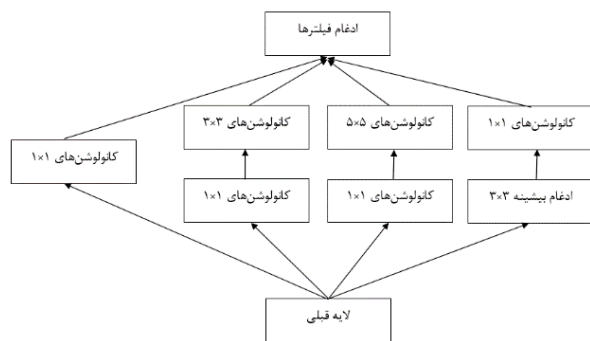 ادغام فیلترها
کانولوشن‌های ۱×۱
کانولوشن‌های ۵×۵
کانولوشن‌های ۳×۳
کانولوشن‌های ۱×۱
ادغام بیشینه ۳×۳
کانولوشن‌های ۱×۱
کانولوشن‌های ۱×۱
لایه قبلی